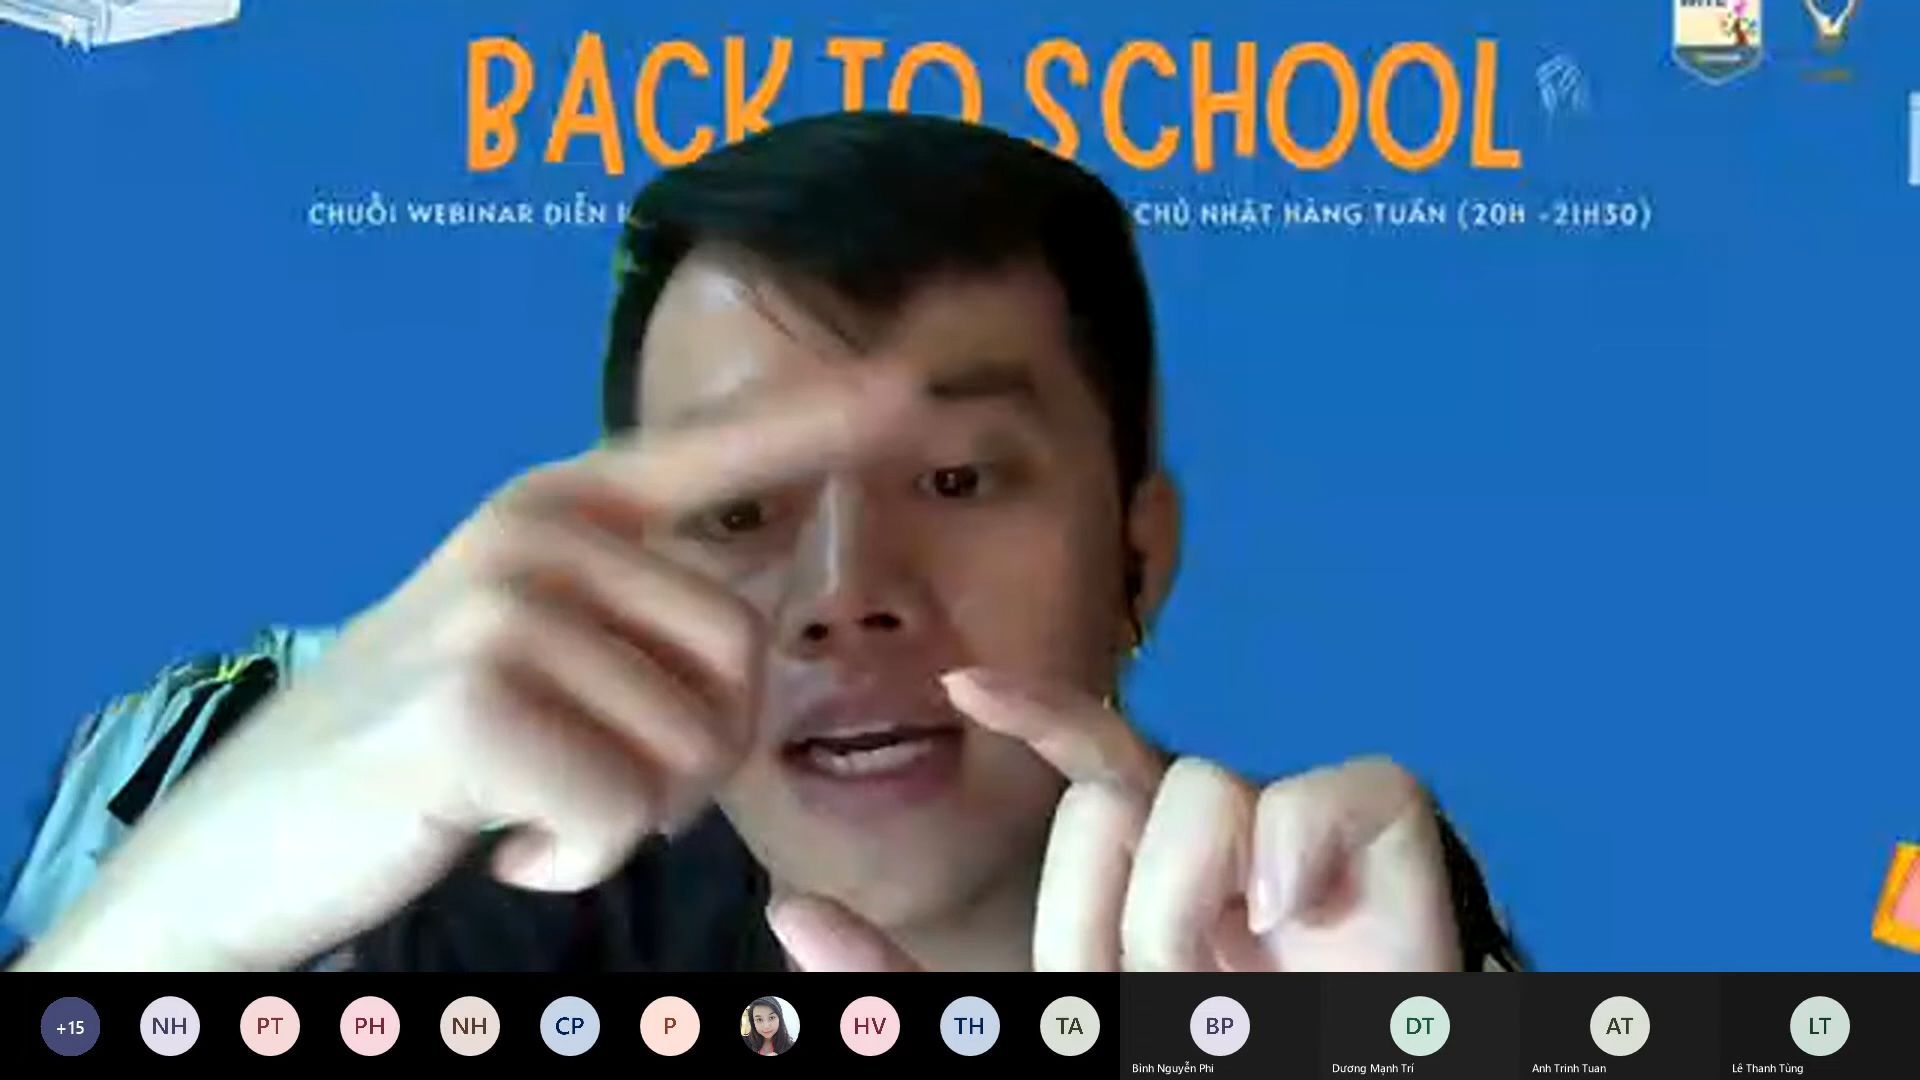 BACK TO SCHOOL
CHUỖI WEBINAR DIỄN
CHỦ NHẬT HÀNG TUẦN (20H -21H30)
+15
NH
PT
PH
NH
CP
P
HV
TH
TA
BP
DT
AT
LT
Bình Nguyễn Phi
Dương Mạnh Trí
Anh Trinh Tuan
Lê Thanh Tùng